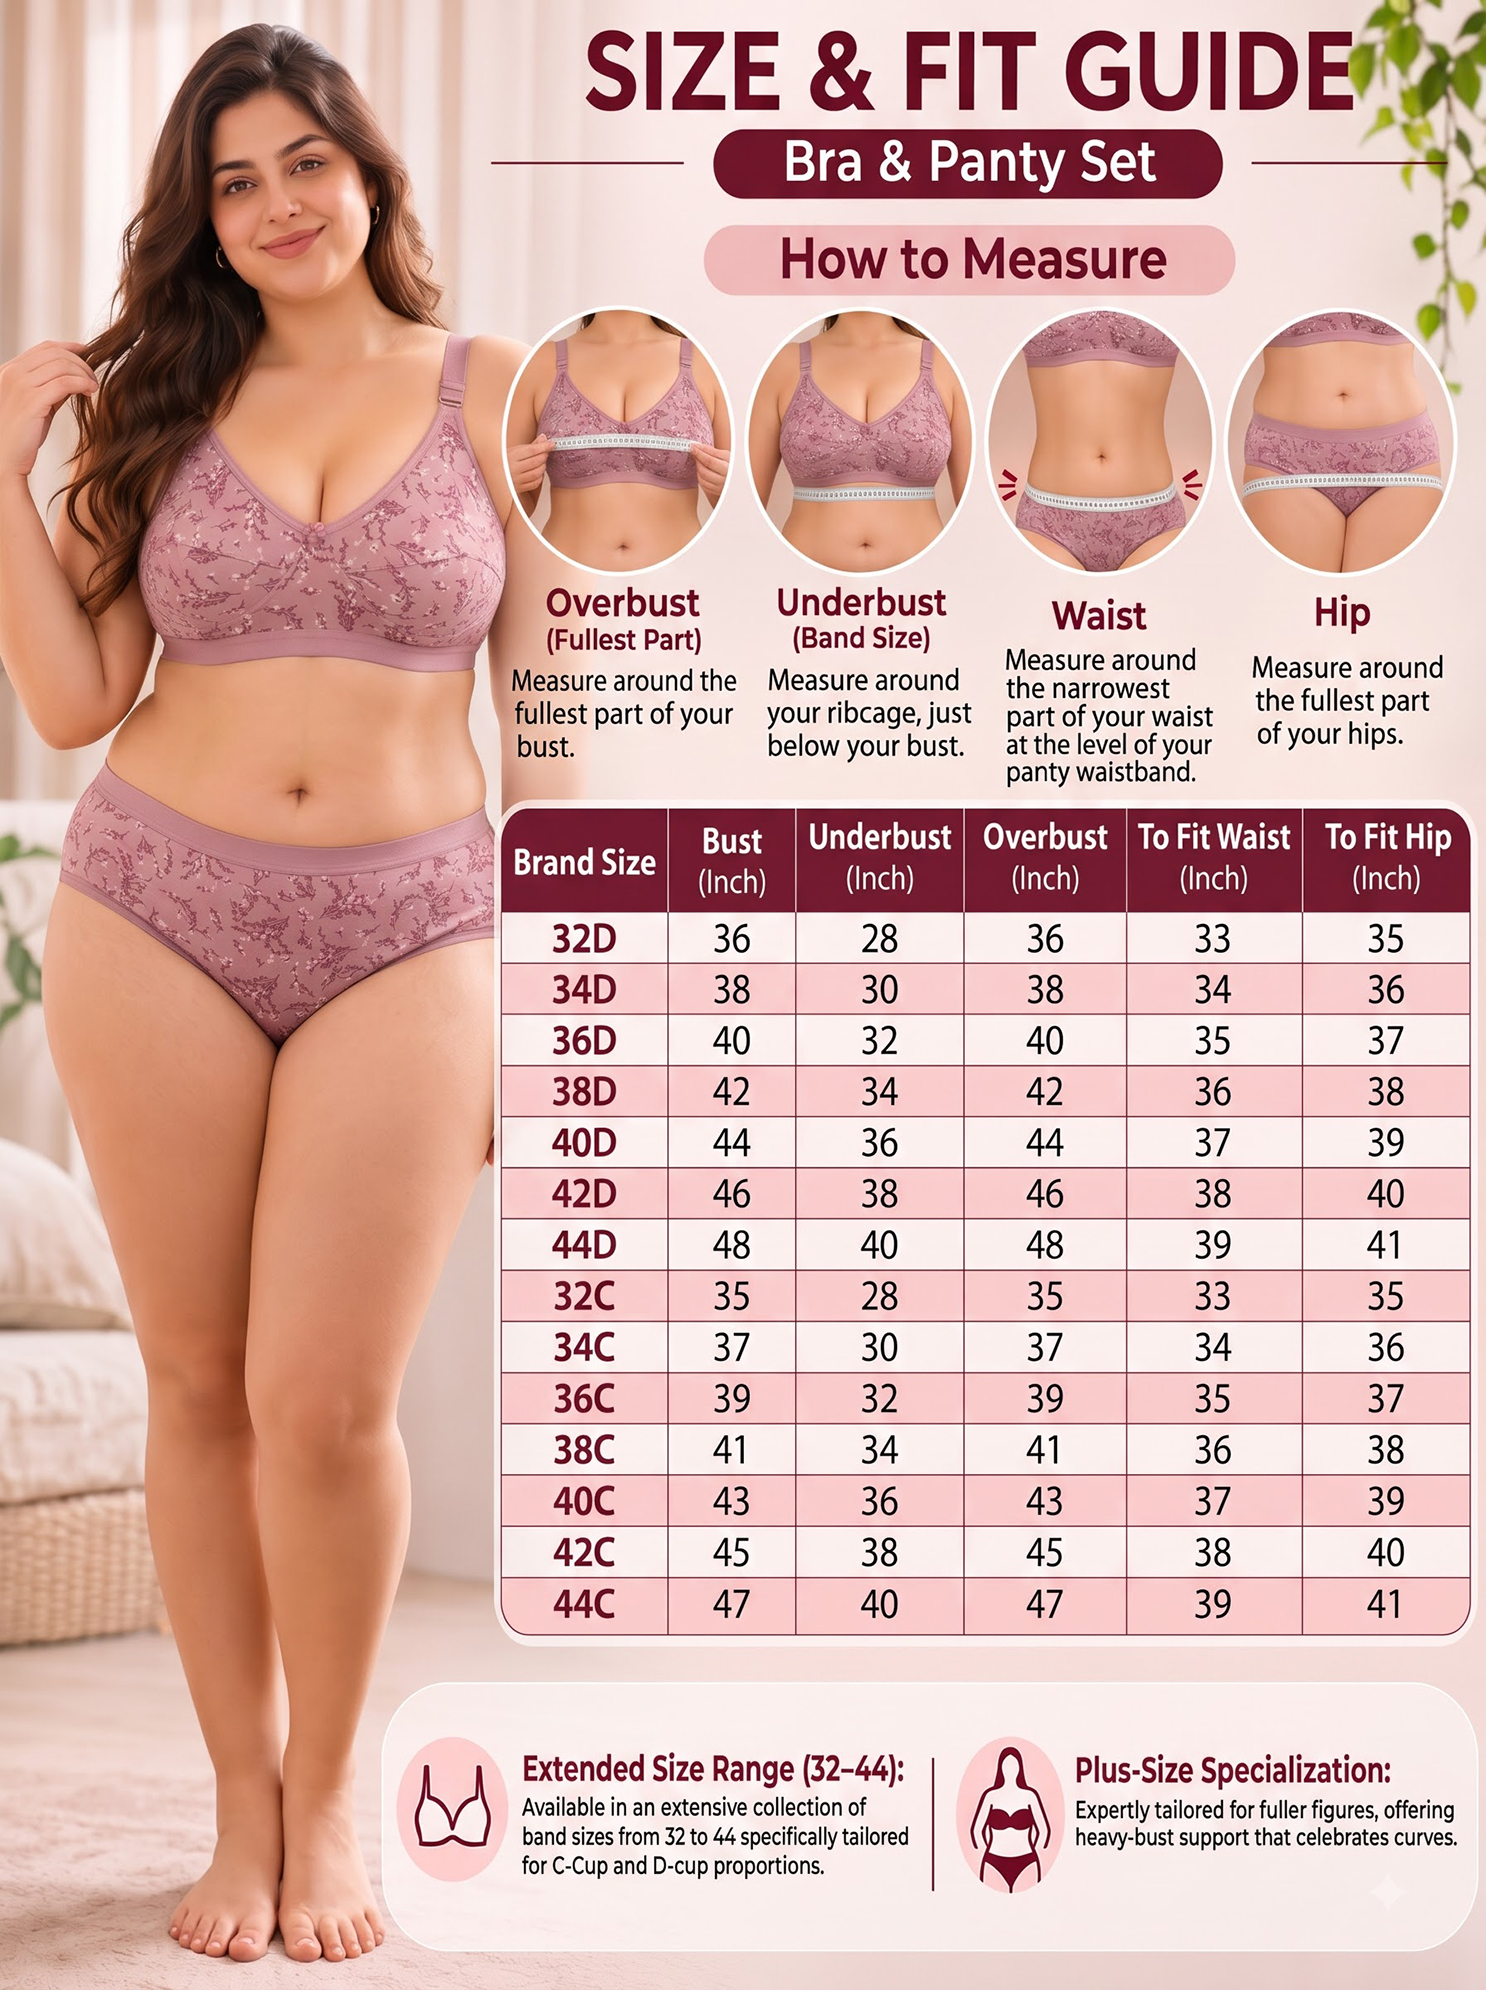 SIZE & FIT GUIDE
Bra & Panty Set
How to Measure
Overbust
(Fullest Part)
Measure around the
fullest part of your
bust.
Underbust
(Band Size)
Measure around
your ribcage, just
below your bust.
Waist
Measure around
the narrowest
part of your waist
at the level of your
panty waistband.
Hip
Measure around
the fullest part
of your hips.
Brand Size Bust (Inch) Underbust (Inch) Overbust (Inch) To Fit Waist (Inch) To Fit Hip (Inch)
32D 36 28 36 33 35
34D 38 30 38 34 36
36D 40 32 40 35 37
38D 42 34 42 36 38
40D 44 36 44 37 39
42D 46 38 46 38 40
44D 48 40 48 39 41
32C 35 28 35 33 35
34C 37 30 37 34 36
36C 39 32 39 35 37
38C 41 34 41 36 38
40C 43 36 43 37 39
42C 45 38 45 38 40
44C 47 40 47 39 41
Extended Size Range (32–44):
Available in an extensive collection of
band sizes from 32 to 44 specifically tailored
for C-Cup and D-cup proportions.
Plus-Size Specialization:
Expertly tailored for fuller figures, offering
heavy-bust support that celebrates curves.